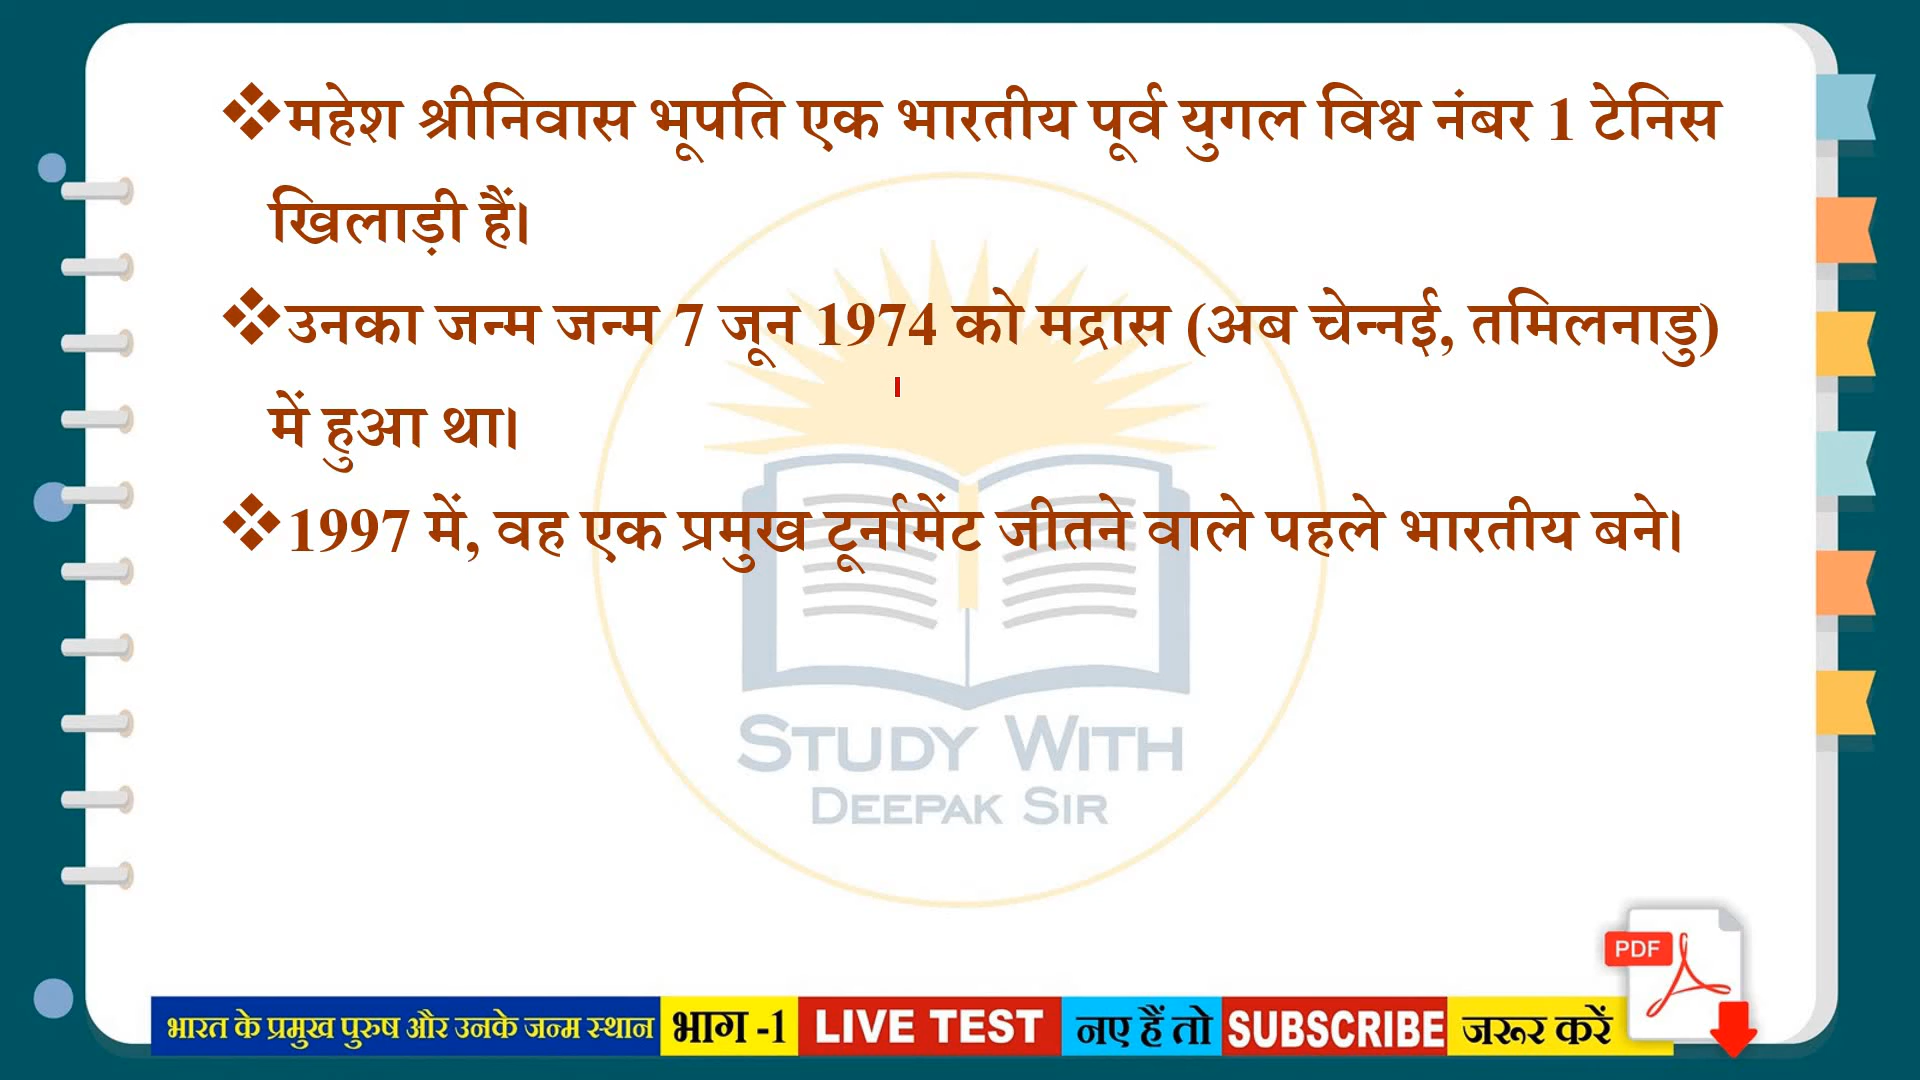 ❖महेश श्रीनिवास भूपति एक भारतीय पूर्व युगल विश्व नंबर 1 टेनिस
खिलाड़ी हैं।
❖उनका जन्म जन्म 7 जून 1974 को मद्रास (अब चेन्नई, तमिलनाडु)
में हुआ था।
❖1997 में, वह एक प्रमुख टूर्नामेंट जीतने वाले पहले भारतीय बने।
STUDY WITH
DEEPAK SIR
PDF
भारत के प्रमुख पुरुष और उनके जन्म स्थान भाग -1 LIVE TEST नए हैं तो SUBSCRIBE जरूर करें